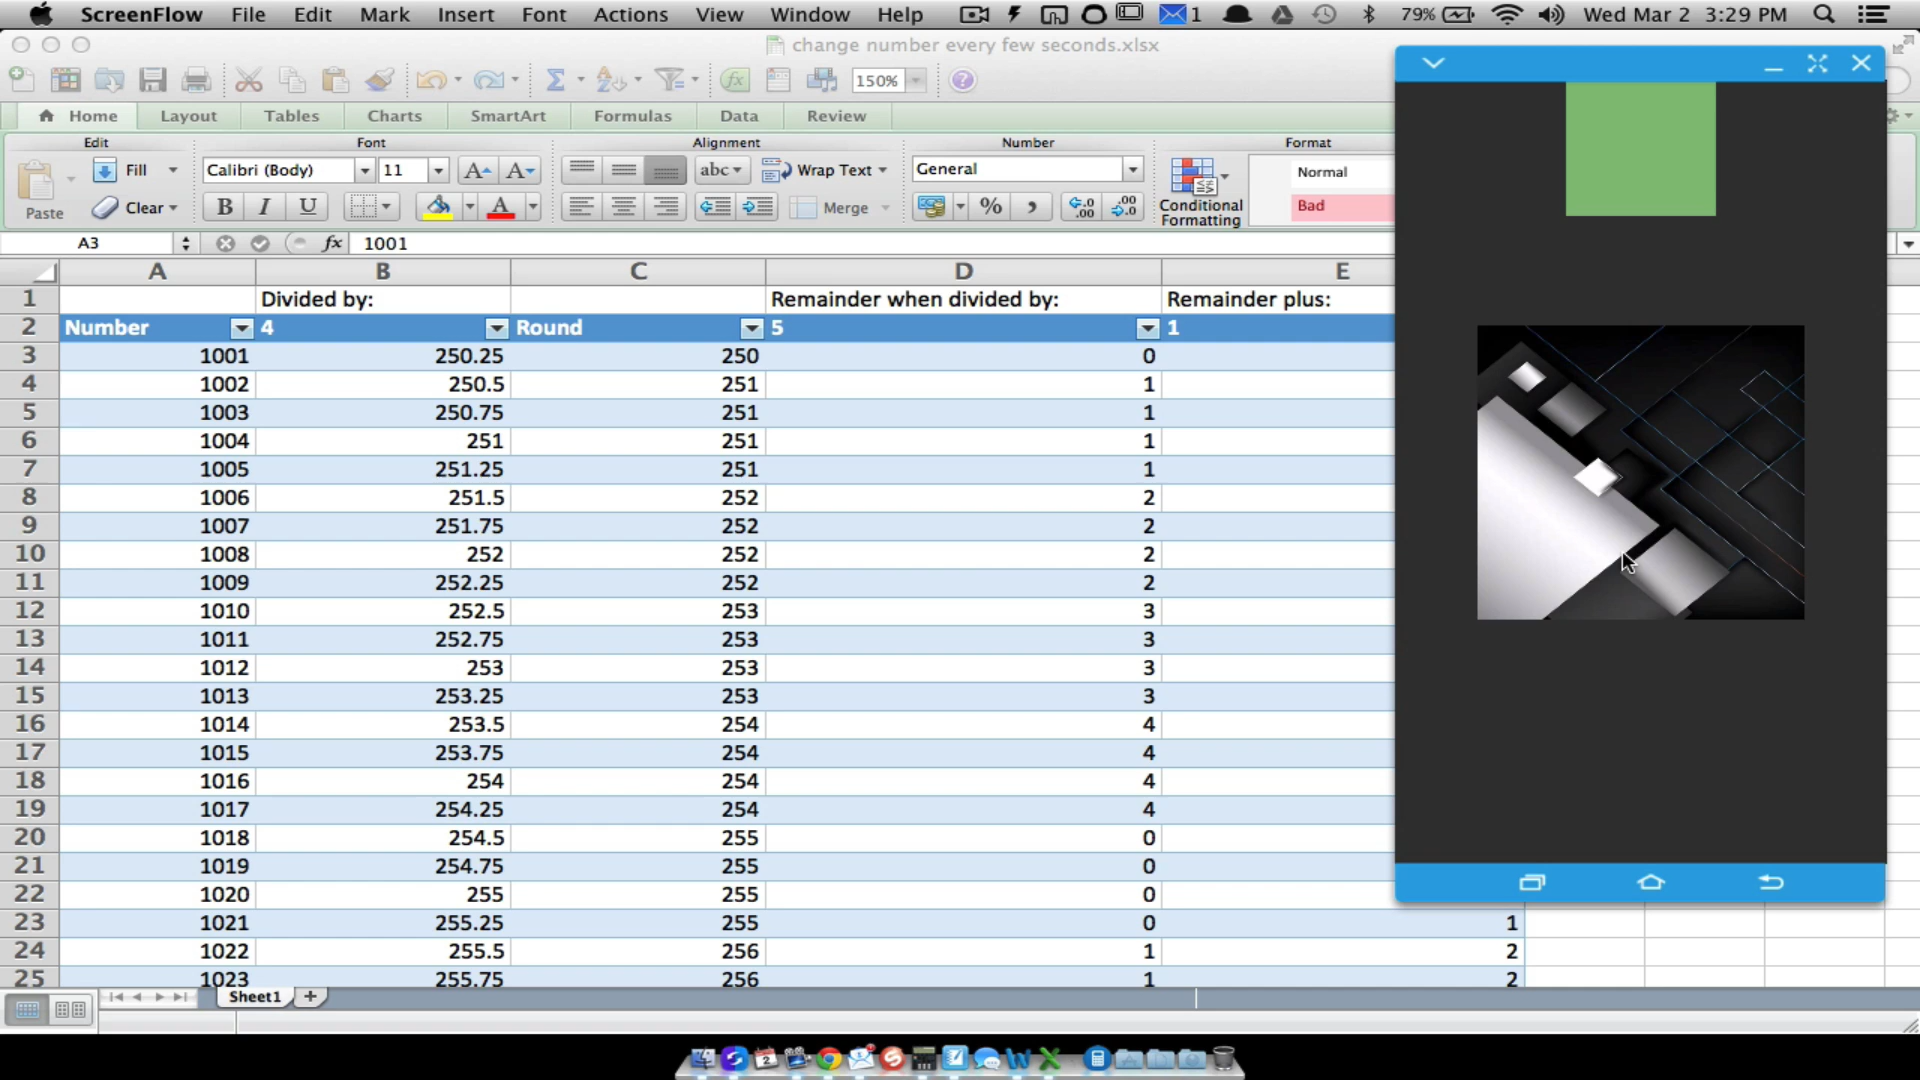 ScreenFlow File Edit Mark Insert Font Actions View Window Help 1 79% Wed Mar 2 3:29 PM
change number every few seconds.xlsx
150% ?
Home Layout Tables Charts SmartArt Formulas Data Review
Edit Font Alignment Number Format
Fill Calibri (Body) 11 A A abc Wrap Text General Normal
Paste Clear B I U A Merge % , .0 .00 .00 .0 Conditional Formatting Bad
A3 fx 1001
A B C D E
1 Divided by: Remainder when divided by: Remainder plus:
2 Number 4 Round 5 1
3 1001 250.25 250 0
4 1002 250.5 251 1
5 1003 250.75 251 1
6 1004 251 251 1
7 1005 251.25 251 1
8 1006 251.5 252 2
9 1007 251.75 252 2
10 1008 252 252 2
11 1009 252.25 252 2
12 1010 252.5 253 3
13 1011 252.75 253 3
14 1012 253 253 3
15 1013 253.25 253 3
16 1014 253.5 254 4
17 1015 253.75 254 4
18 1016 254 254 4
19 1017 254.25 254 4
20 1018 254.5 255 0
21 1019 254.75 255 0
22 1020 255 255 0
23 1021 255.25 255 0 1
24 1022 255.5 256 1 2
25 1023 255.75 256 1 2
Sheet1